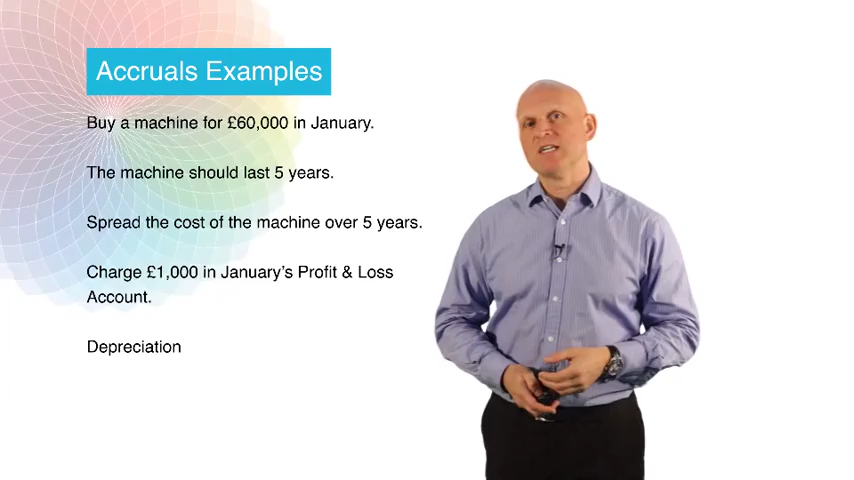 Accruals Examples
Buy a machine for £60,000 in January.
The machine should last 5 years.
Spread the cost of the machine over 5 years.
Charge £1,000 in January's Profit & Loss
Account.
Depreciation